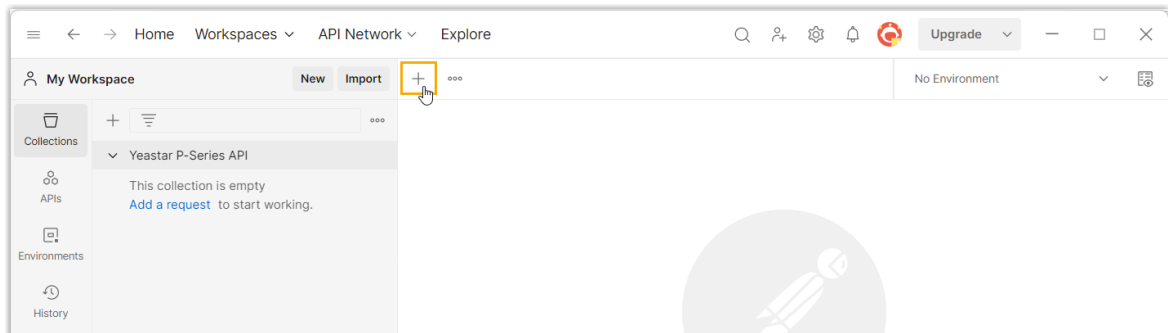 Home Workspaces API Network Explore Upgrade
My Workspace New Import No Environment
Collections
Yeastar P-Series API
This collection is empty
Add a request to start working.
APIs
Environments
History